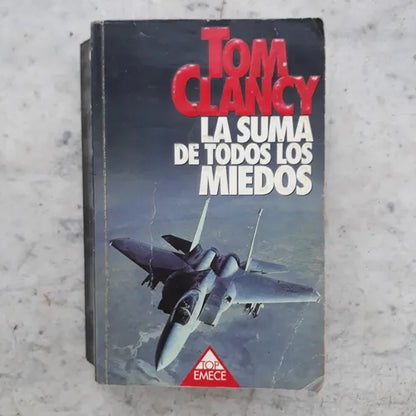 TOM
CLANCY
LA SUMA
DE TODOS LOS
MIEDOS
TOP
EMECE